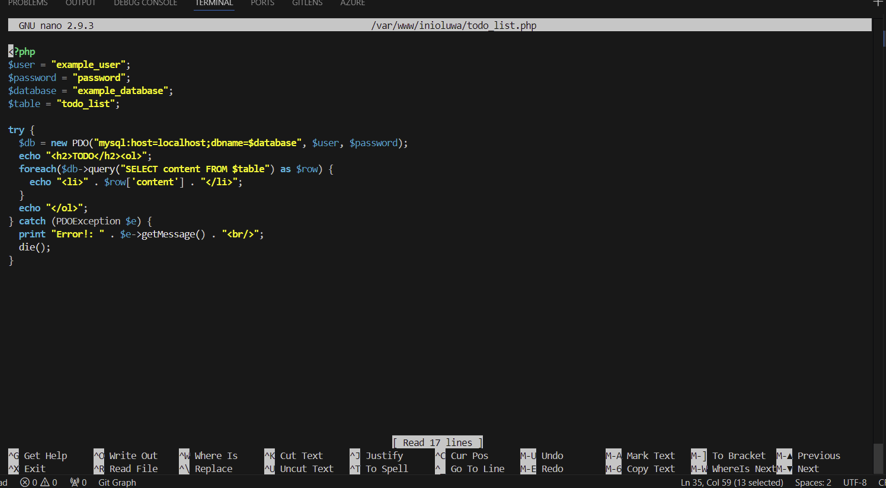 PROBLEMS OUTPUT DEBUG CONSOLE TERMINAL PORTS GITLENS AZURE
GNU nano 2.9.3 /var/www/inioluwa/todo_list.php
<?php
$user = "example_user";
$password = "password";
$database = "example_database";
$table = "todo_list";
try {
  $db = new PDO("mysql:host=localhost;dbname=$database", $user, $password);
  echo "<h2>TODO</h2><ol>";
  foreach($db->query("SELECT content FROM $table") as $row) {
    echo "<li>" . $row['content'] . "</li>";
  }
  echo "</ol>";
} catch (PDOException $e) {
  print "Error!: " . $e->getMessage() . "<br/>";
  die();
}
[ Read 17 lines ]
^G Get Help ^O Write Out ^W Where Is ^K Cut Text ^J Justify ^C Cur Pos M-U Undo M-A Mark Text M-] To Bracket M-▲ Previous
^X Exit ^R Read File ^\ Replace ^U Uncut Text ^T To Spell ^_ Go To Line M-E Redo M-6 Copy Text M-W WhereIs Next M-▼ Next
0 0 0 Git Graph Ln 35, Col 59 (13 selected) Spaces: 2 UTF-8